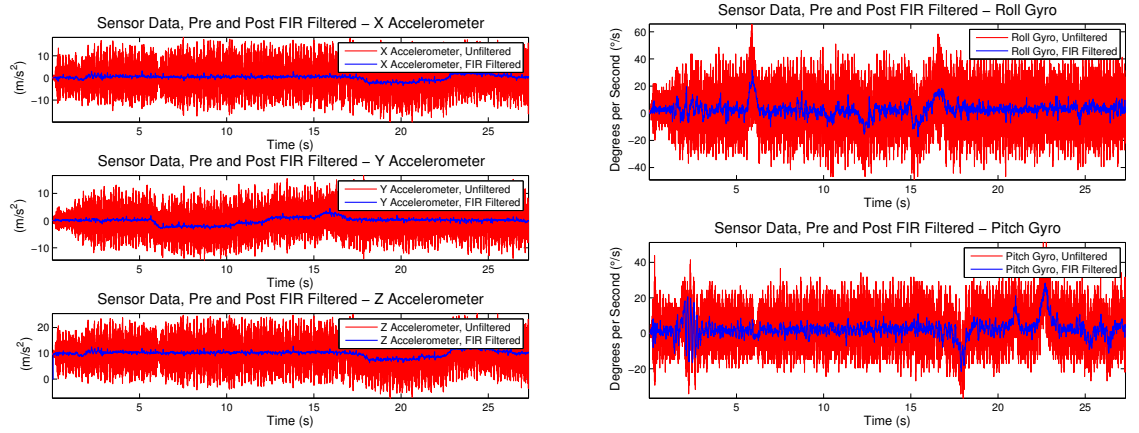 Sensor Data, Pre and Post FIR Filtered – X Accelerometer
X Accelerometer, Unfiltered
X Accelerometer, FIR Filtered
10
0
−10
(m/s²)
5 10 15 20 25
Time (s)
Sensor Data, Pre and Post FIR Filtered – Y Accelerometer
Y Accelerometer, Unfiltered
Y Accelerometer, FIR Filtered
10
0
−10
(m/s²)
5 10 15 20 25
Time (s)
Sensor Data, Pre and Post FIR Filtered – Z Accelerometer
Z Accelerometer, Unfiltered
Z Accelerometer, FIR Filtered
20
10
0
(m/s²)
5 10 15 20 25
Time (s)
Sensor Data, Pre and Post FIR Filtered – Roll Gyro
Roll Gyro, Unfiltered
Roll Gyro, FIR Filtered
60
40
20
0
−20
−40
Degrees per Second (°/s)
5 10 15 20 25
Time (s)
Sensor Data, Pre and Post FIR Filtered – Pitch Gyro
Pitch Gyro, Unfiltered
Pitch Gyro, FIR Filtered
40
20
0
−20
Degrees per Second (°/s)
5 10 15 20 25
Time (s)